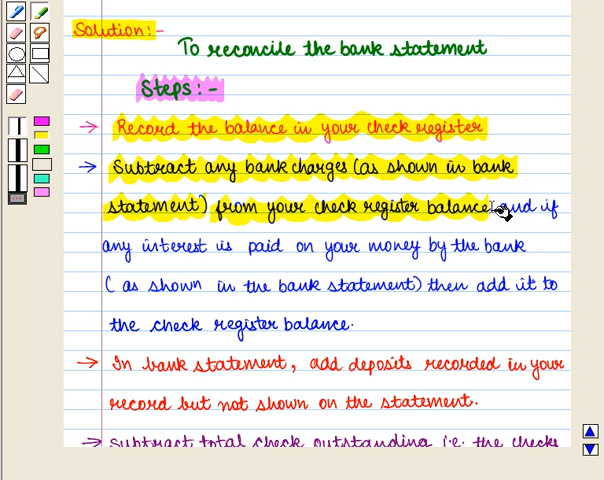 Solution:-
To reconcile the bank statement
Steps:-
→ Record the balance in your check register
→ Subtract any bank charges (as shown in bank
statement) from your check register balance and if
any interest is paid on your money by the bank
( as shown in the bank statement) then add it to
the check register balance.
→ In bank statement, add deposits recorded in your
record but not shown on the statement.
→ Subtract total check outstanding i.e. the checks